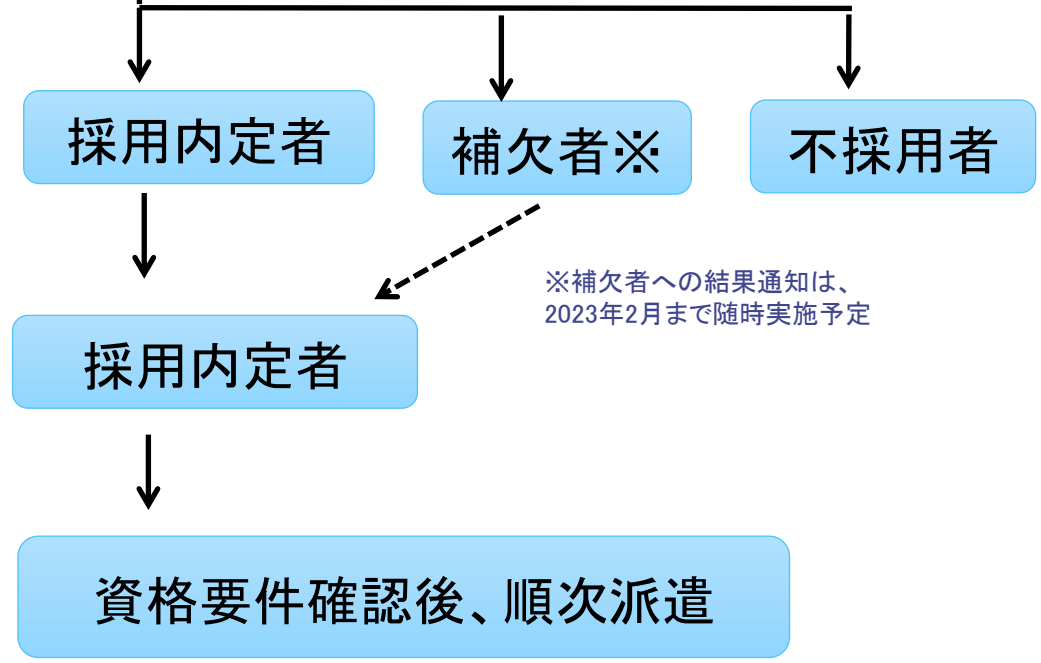 採用内定者
補欠者※
不採用者
※補欠者への結果通知は、
2023年2月まで随時実施予定
採用内定者
資格要件確認後、順次派遣